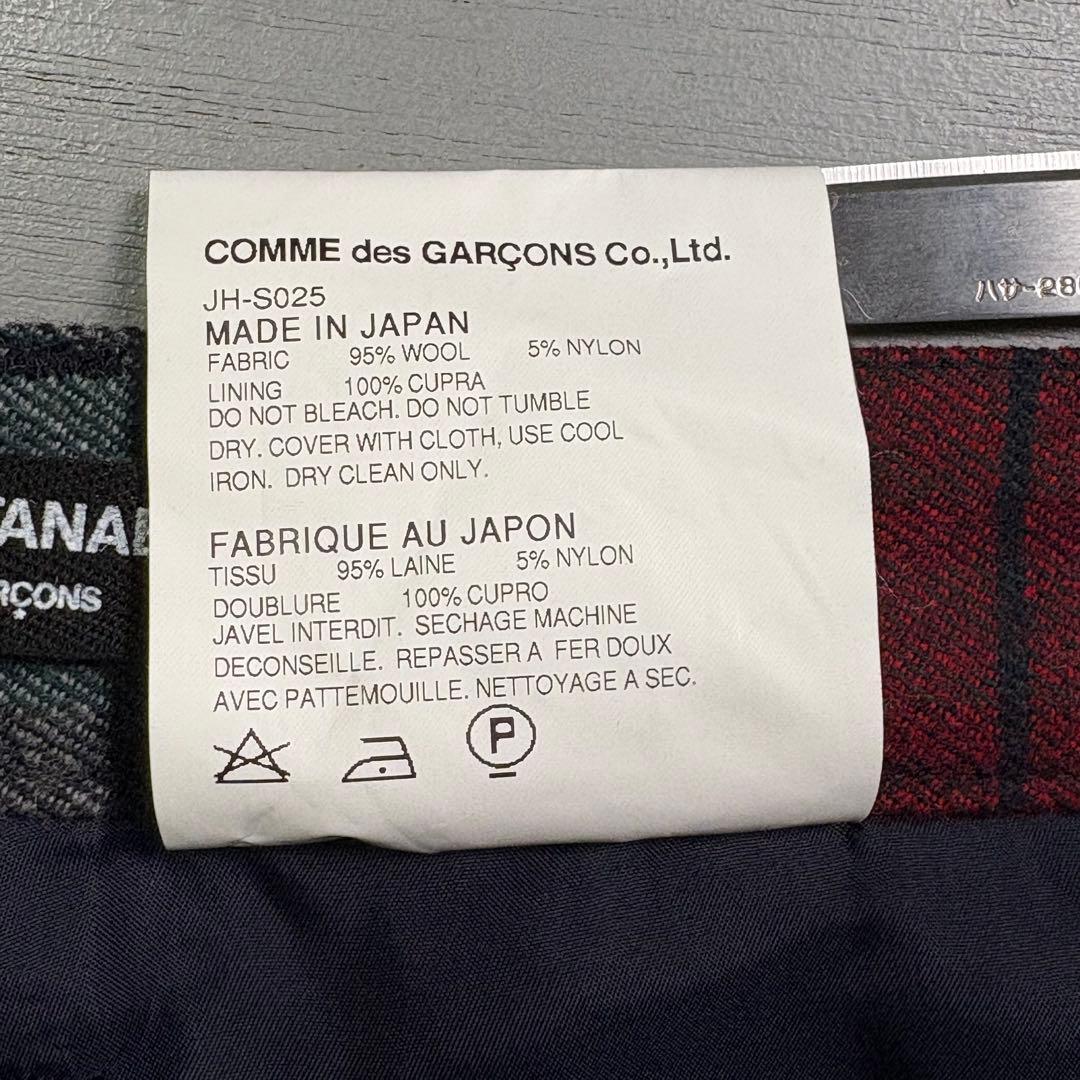 COMME des GARÇONS Co.,Ltd.
JH-S025
MADE IN JAPAN
FABRIC 95% WOOL 5% NYLON
LINING 100% CUPRA
DO NOT BLEACH. DO NOT TUMBLE
DRY. COVER WITH CLOTH, USE COOL
IRON. DRY CLEAN ONLY.
FABRIQUE AU JAPON
TISSU 95% LAINE 5% NYLON
DOUBLURE 100% CUPRO
JAVEL INTERDIT. SECHAGE MACHINE
DECONSEILLE. REPASSER A FER DOUX
AVEC PATTEMOUILLE. NETTOYAGE A SEC.
P